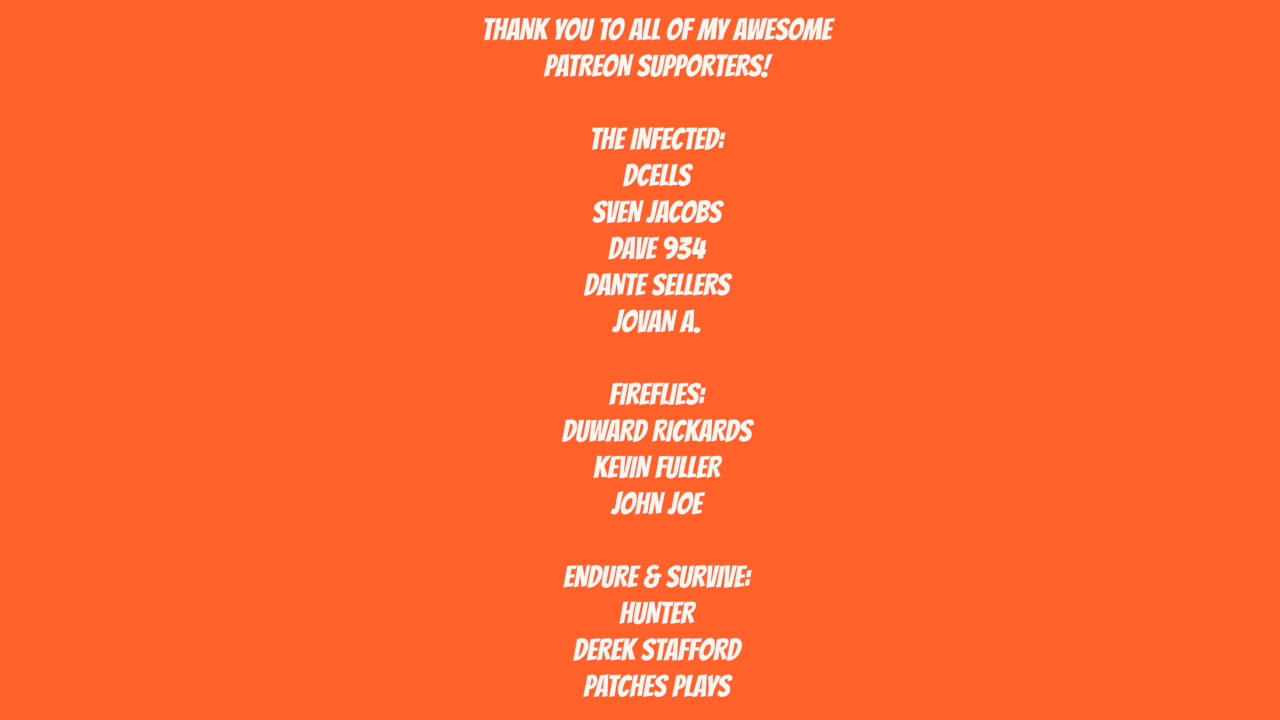 THANK YOU TO ALL OF MY AWESOME
PATREON SUPPORTERS!
THE INFECTED:
DCELLS
SVEN JACOBS
DAVE 934
DANTE SELLERS
JOVAN A.
FIREFLIES:
DUWARD RICKARDS
KEVIN FULLER
JOHN JOE
ENDURE & SURVIVE:
HUNTER
DEREK STAFFORD
PATCHES PLAYS